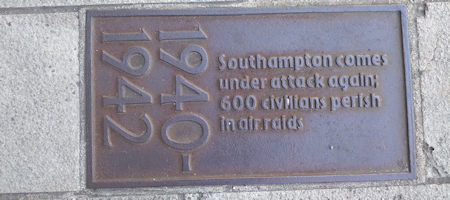 1940-
1942
Southampton comes
under attack again;
600 civilians perish
in air raids